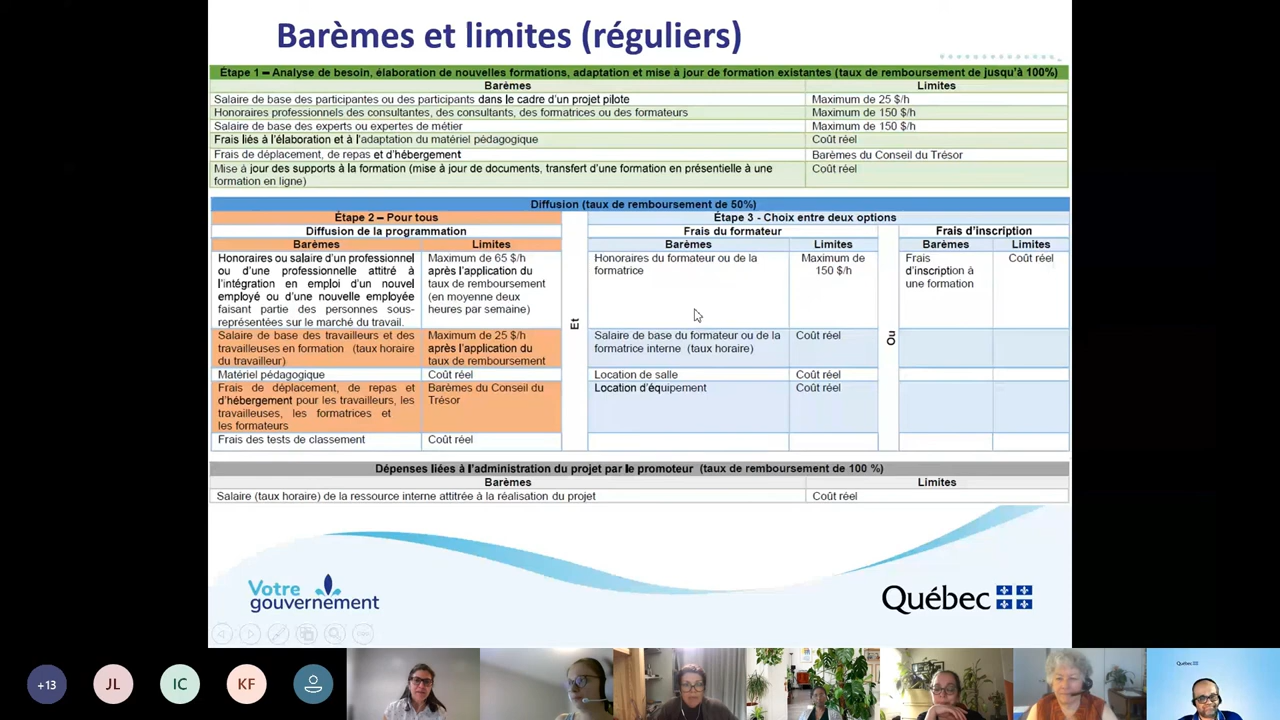 Barèmes et limites (réguliers)
Étape 1 – Analyse de besoin, élaboration de nouvelles formations, adaptation et mise à jour de formation existantes (taux de remboursement de jusqu'à 100%)
Barèmes
Limites
Salaire de base des participantes ou des participants dans le cadre d'un projet pilote
Maximum de 25 $/h
Honoraires professionnels des consultantes, des consultants, des formatrices ou des formateurs
Maximum de 150 $/h
Salaire de base des experts ou expertes de métier
Maximum de 150 $/h
Frais liés à l'élaboration et à l'adaptation du matériel pédagogique
Coût réel
Frais de déplacement, de repas et d'hébergement
Barèmes du Conseil du Trésor
Mise à jour des supports à la formation (mise à jour de documents, transfert d'une formation en présentielle à une
formation en ligne)
Coût réel
Diffusion (taux de remboursement de 50%)
Étape 2 – Pour tous
Diffusion de la programmation
Barèmes
Limites
Honoraires ou salaire d'un professionnel
ou d'une professionnelle attitré à
l'intégration en emploi d'un nouvel
employé ou d'une nouvelle employée
faisant partie des personnes sous-
représentées sur le marché du travail.
Maximum de 65 $/h
après l'application du
taux de remboursement
(en moyenne deux
heures par semaine)
Salaire de base des travailleurs et des
travailleuses en formation (taux horaire
du travailleur)
Maximum de 25 $/h
après l'application du
taux de remboursement
Matériel pédagogique
Coût réel
Frais de déplacement, de repas et
d'hébergement pour les travailleurs, les
travailleuses, les formatrices et
les formateurs
Barèmes du Conseil du
Trésor
Frais des tests de classement
Coût réel
Et
Étape 3 - Choix entre deux options
Frais du formateur
Barèmes
Limites
Honoraires du formateur ou de la
formatrice
Maximum de
150 $/h
Salaire de base du formateur ou de la
formatrice interne (taux horaire)
Coût réel
Location de salle
Coût réel
Location d'équipement
Coût réel
Ou
Frais d'inscription
Barèmes
Limites
Frais
d'inscription à
une formation
Coût réel
Dépenses liées à l'administration du projet par le promoteur (taux de remboursement de 100 %)
Barèmes
Limites
Salaire (taux horaire) de la ressource interne attitrée à la réalisation du projet
Coût réel
Votre
gouvernement
Québec
+13
JL
IC
KF
Québec